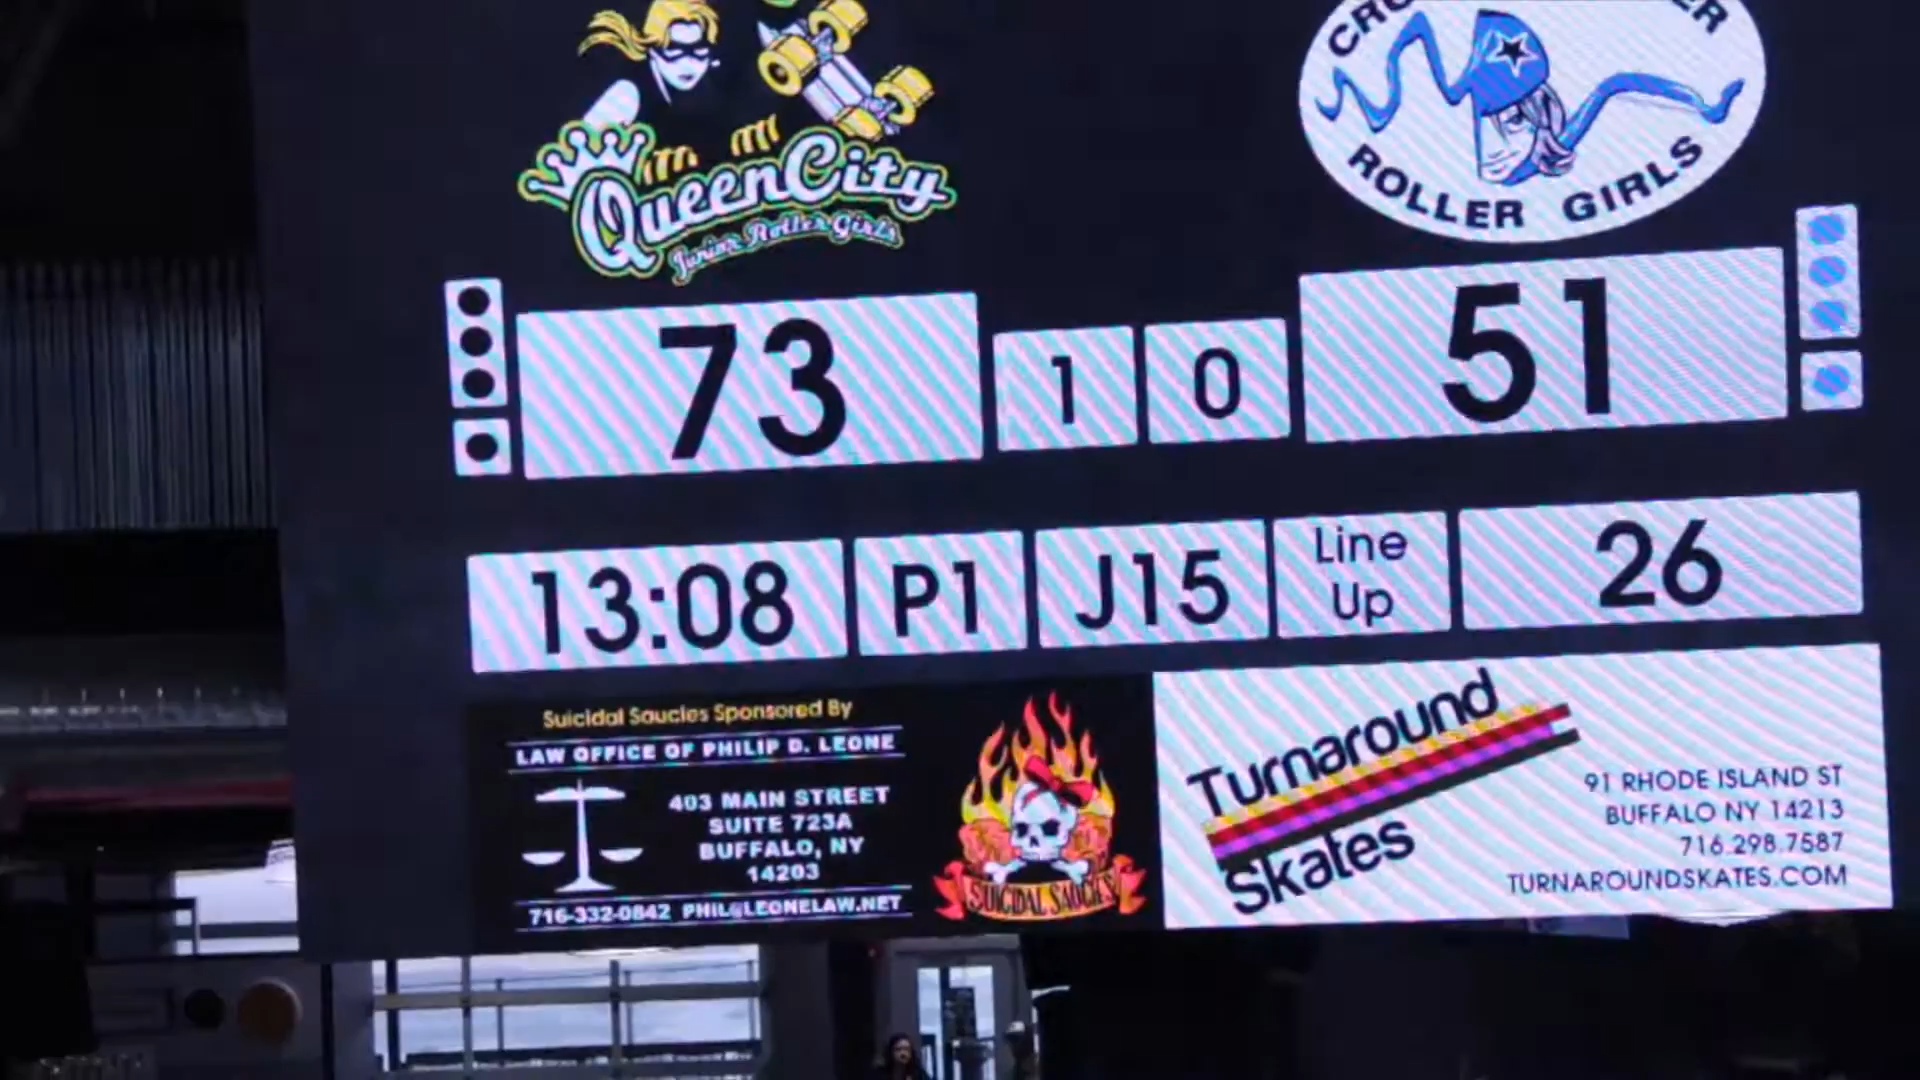 QueenCity
Junior Roller Girls
ROLLER GIRLS
73
1
0
51
13:08
P1
J15
Line
Up
26
Suicidal Saucies Sponsored By
LAW OFFICE OF PHILIP D. LEONE
403 MAIN STREET
SUITE 723A
BUFFALO, NY
14203
716-332-0842 PHIL@LEONELAW.NET
SUICIDAL SAUCIES
Turnaround
Skates
91 RHODE ISLAND ST
BUFFALO NY 14213
716.298.7587
TURNAROUNDSKATES.COM